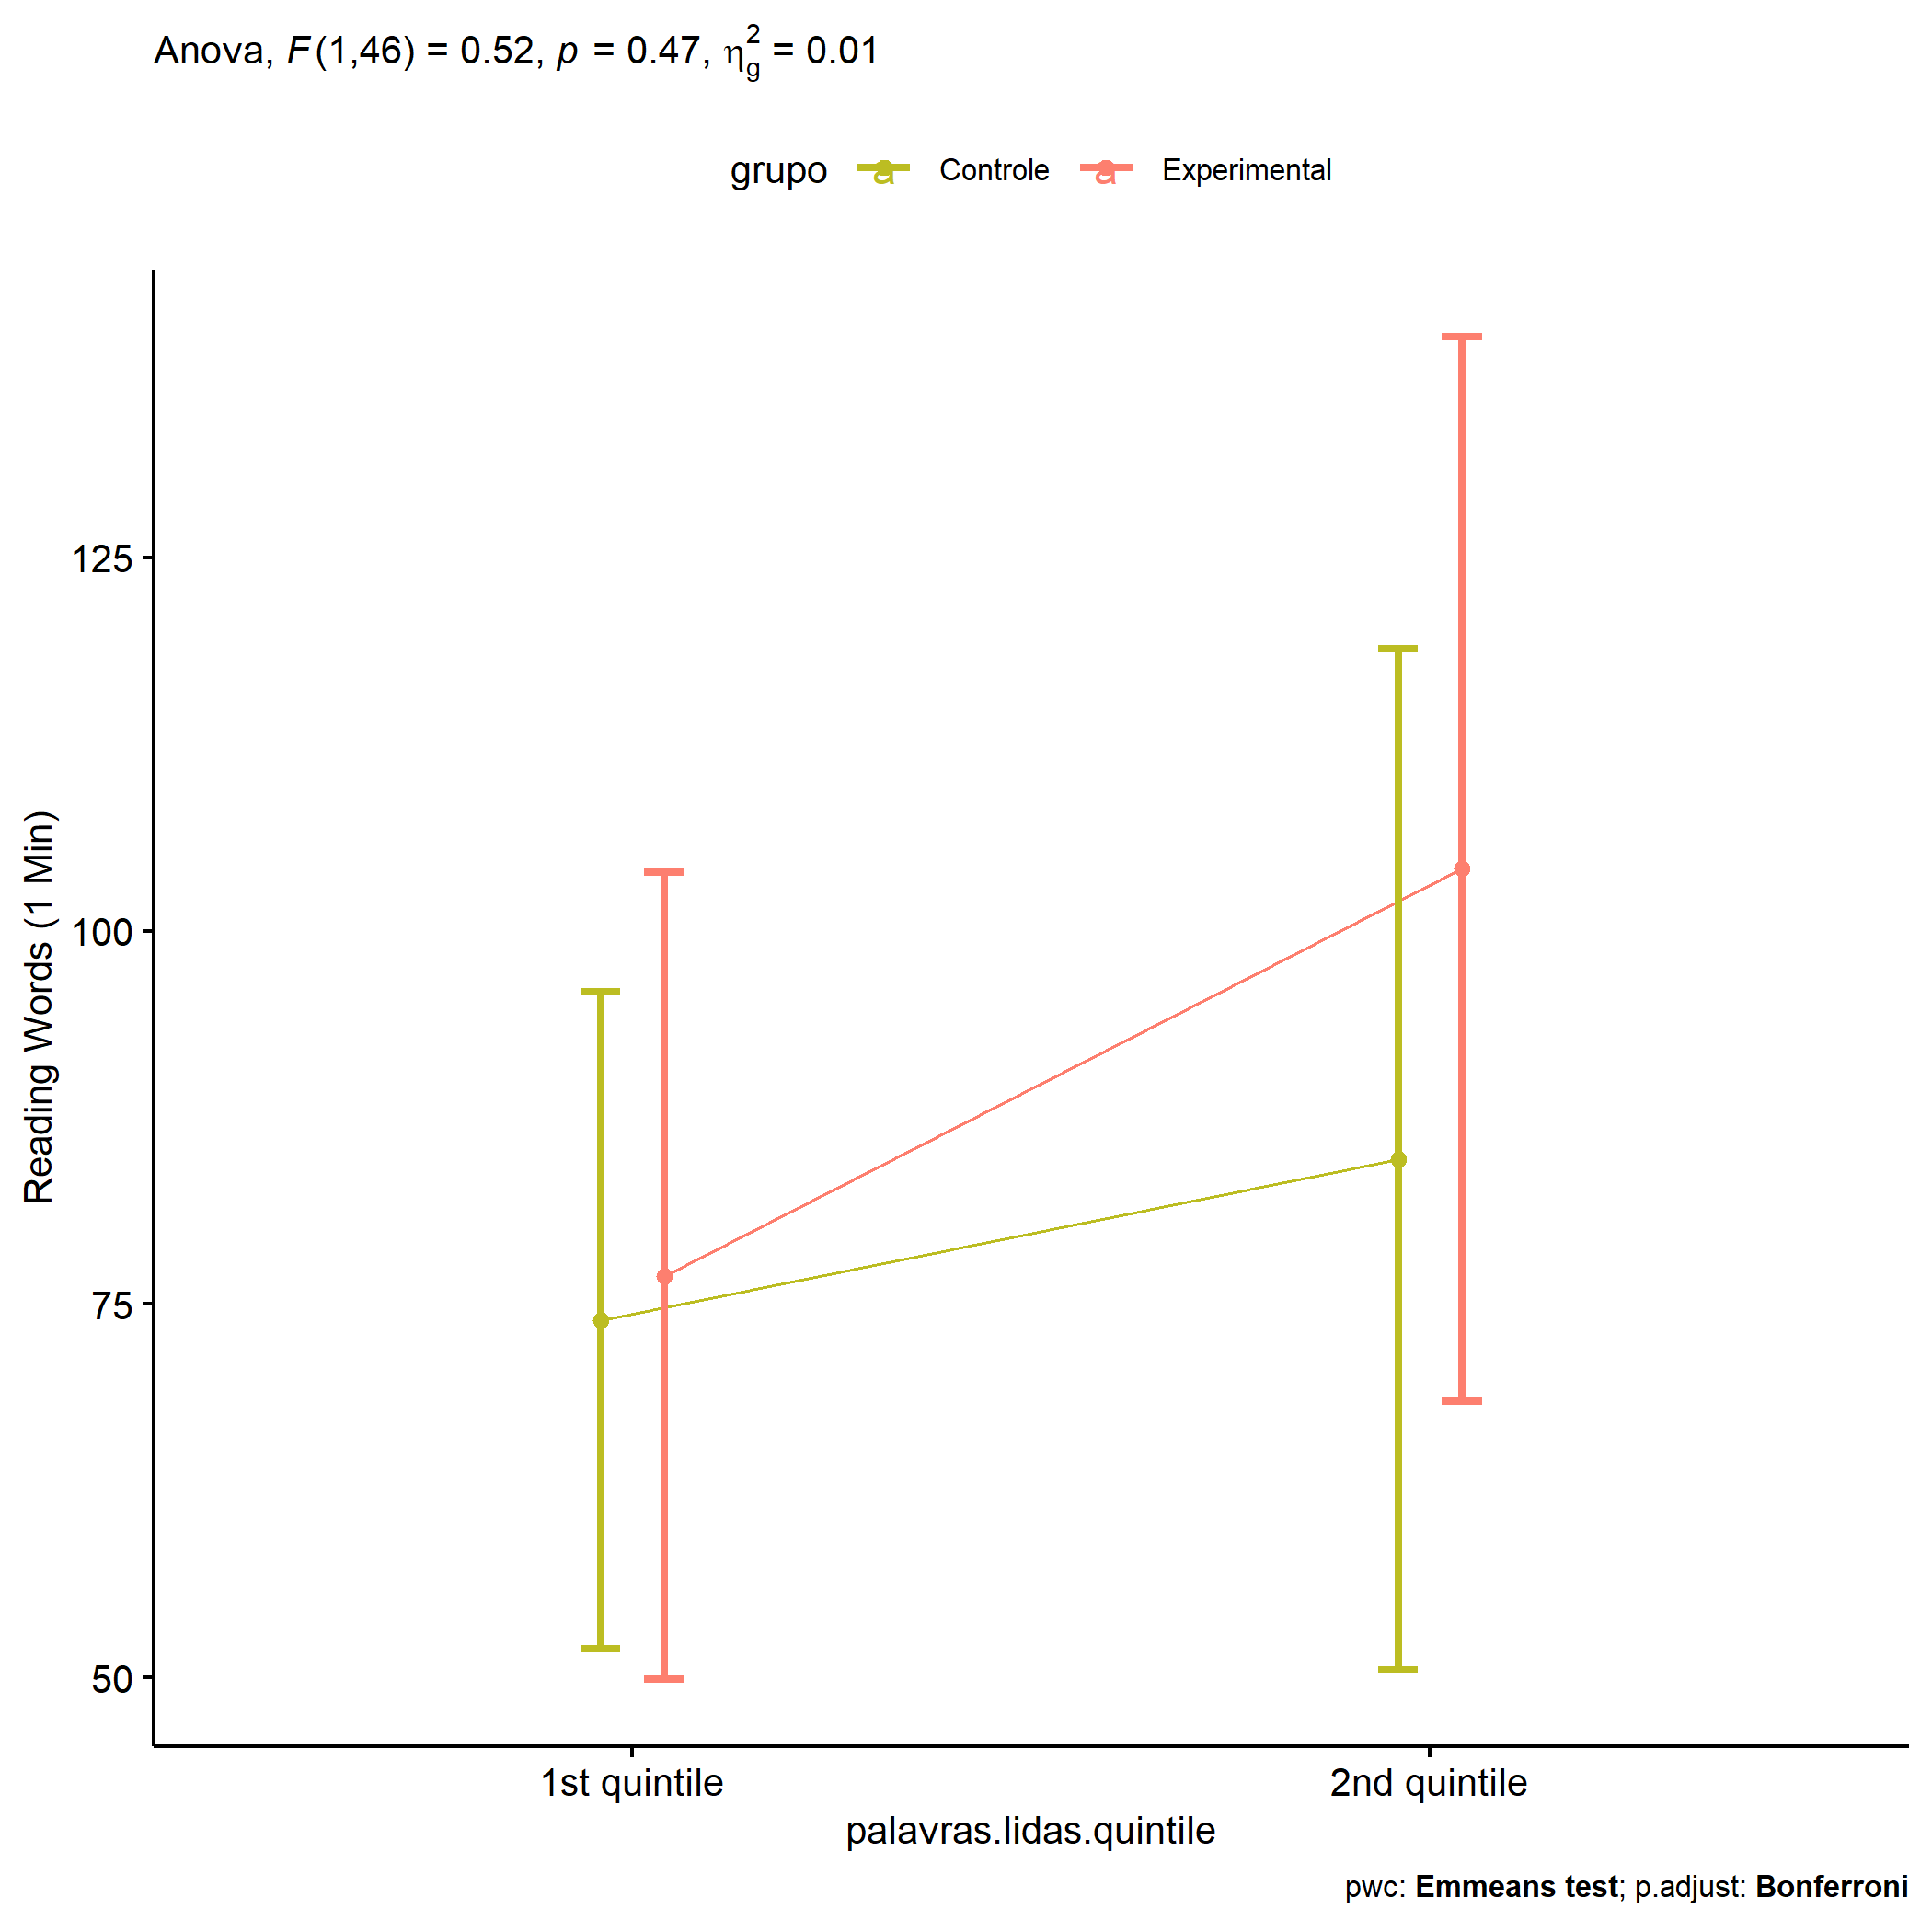 Anova, F(1,46) = 0.52, p = 0.47, η²g = 0.01
grupo a Controle a Experimental
125
100
75
50
Reading Words (1 Min)
1st quintile 2nd quintile
palavras.lidas.quintile
pwc: Emmeans test; p.adjust: Bonferroni